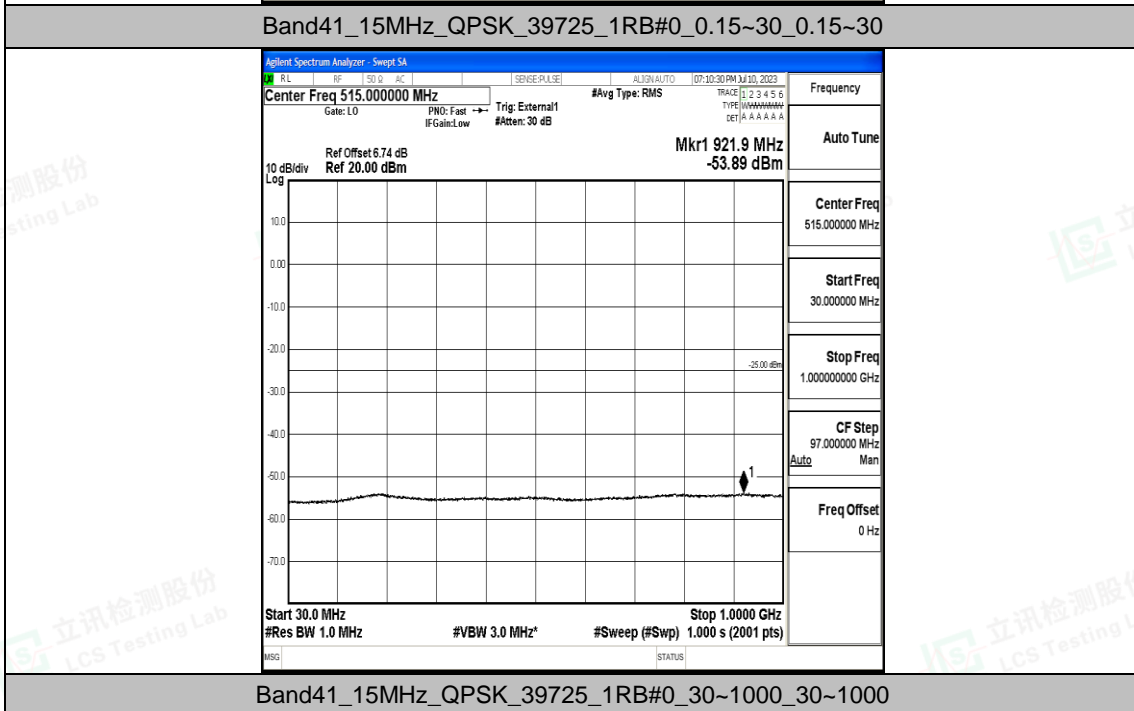 Band41_15MHz_QPSK_39725_1RB#0_0.15~30_0.15~30
Agilent Spectrum Analyzer - Swept SA
RL RF 50 Ω AC SENSE:PULSE ALIGN AUTO 07:10:30 PM Jul 10, 2023
Center Freq 515.000000 MHz
Gate: LO
PNO: Fast
IFGain:Low
Trig: External1
#Atten: 30 dB
#Avg Type: RMS
TRACE 1 2 3 4 5 6
TYPE
DET A A A A A A
Ref Offset 6.74 dB
10 dB/div Ref 20.00 dBm
Log
Mkr1 921.9 MHz
-53.89 dBm
10.0
0.00
-10.0
-20.0
-25.00 dBm
-30.0
-40.0
-50.0
1
-60.0
-70.0
Start 30.0 MHz
Stop 1.0000 GHz
#Res BW 1.0 MHz #VBW 3.0 MHz* #Sweep (#Swp) 1.000 s (2001 pts)
MSG STATUS
Frequency
Auto Tune
Center Freq
515.000000 MHz
Start Freq
30.000000 MHz
Stop Freq
1.000000000 GHz
CF Step
97.000000 MHz
Auto Man
Freq Offset
0 Hz
Band41_15MHz_QPSK_39725_1RB#0_30~1000_30~1000
测股份
sting Lab
立讯检测股份
LCS Testing Lab
立讯检测股份
LCS Testing L